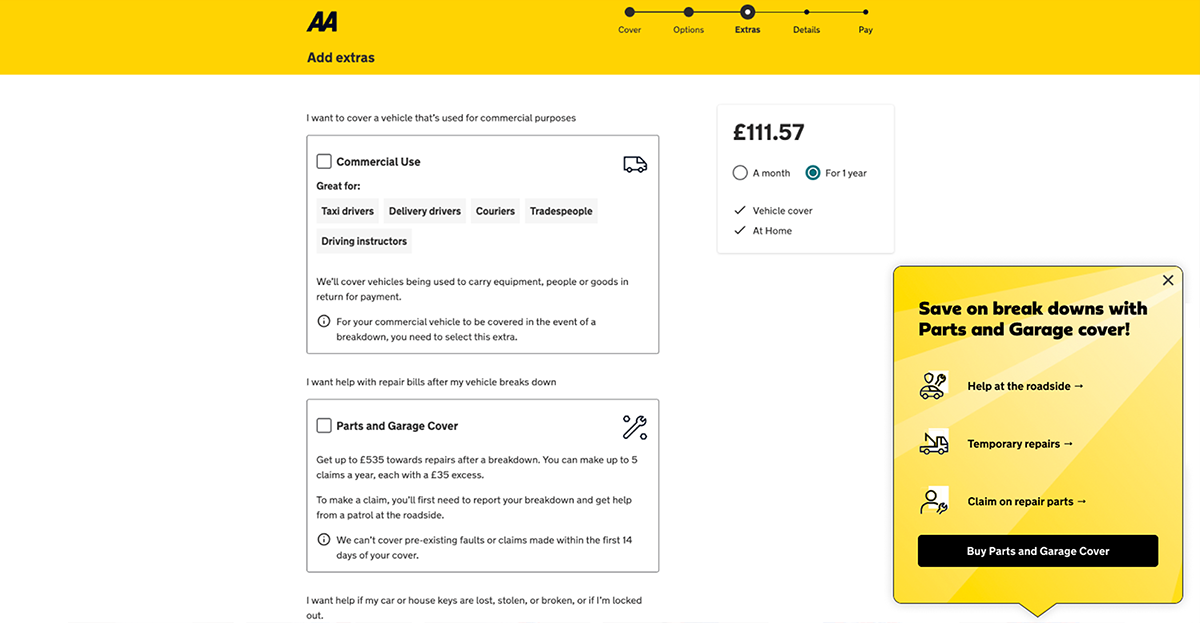 AA
Cover Options Extras Details Pay
Add extras
I want to cover a vehicle that's used for commercial purposes
Commercial Use
Great for:
Taxi drivers Delivery drivers Couriers Tradespeople
Driving instructors
We'll cover vehicles being used to carry equipment, people or goods in
return for payment.
For your commercial vehicle to be covered in the event of a
breakdown, you need to select this extra.
I want help with repair bills after my vehicle breaks down
Parts and Garage Cover
Get up to £535 towards repairs after a breakdown. You can make up to 5
claims a year, each with a £35 excess.
To make a claim, you'll first need to report your breakdown and get help
from a patrol at the roadside.
We can't cover pre-existing faults or claims made within the first 14
days of your cover.
I want help if my car or house keys are lost, stolen, or broken, or if I'm locked
out.
£111.57
A month For 1 year
Vehicle cover
At Home
Save on break downs with
Parts and Garage cover!
Help at the roadside →
Temporary repairs →
Claim on repair parts →
Buy Parts and Garage Cover